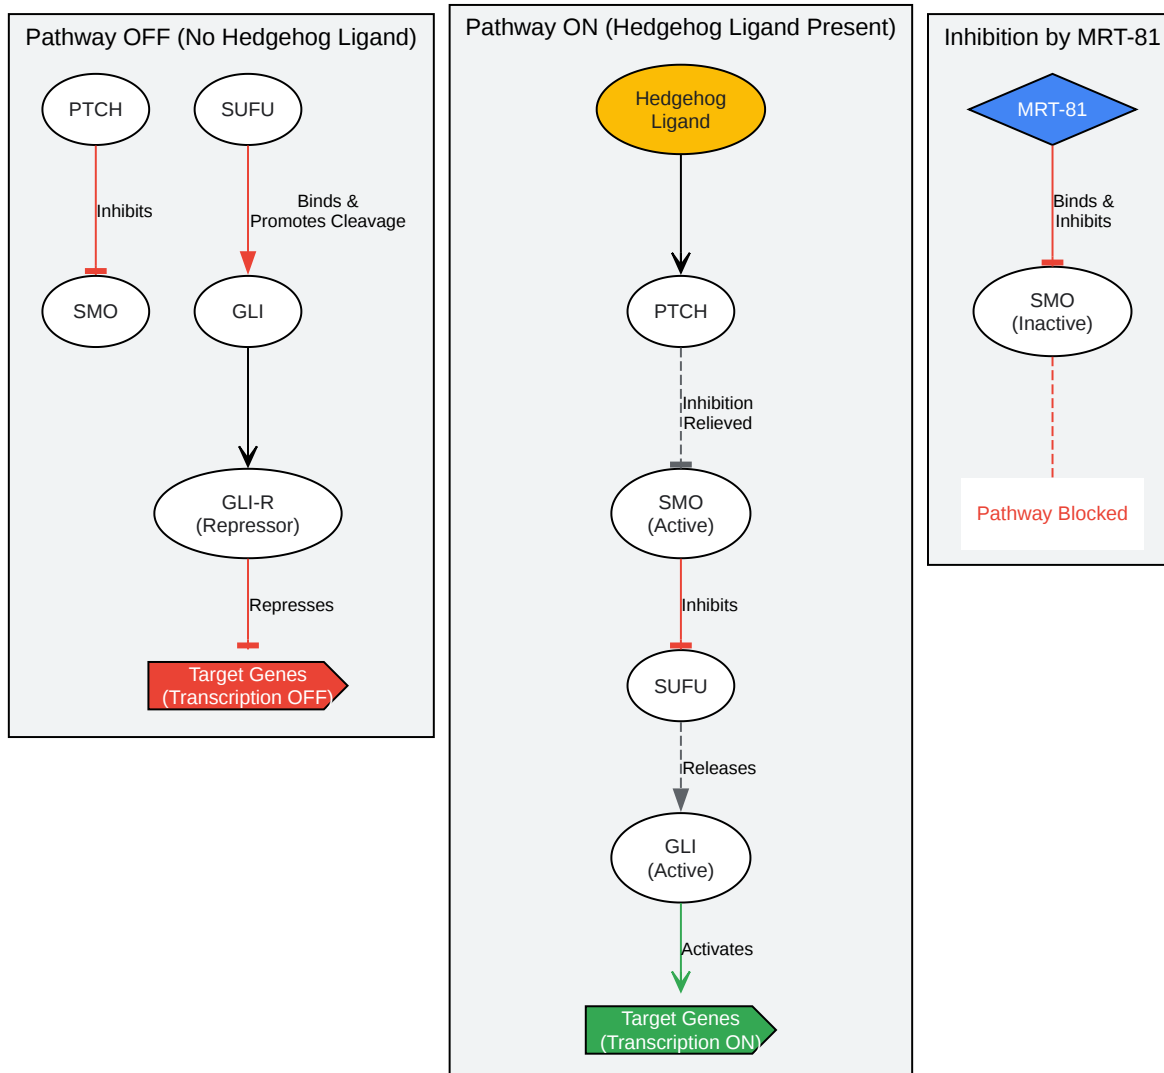 Pathway OFF (No Hedgehog Ligand)
PTCH
SUFU
Inhibits
Binds &
Promotes Cleavage
SMO
GLI
GLI-R
(Repressor)
Represses
Target Genes
(Transcription OFF)
Pathway ON (Hedgehog Ligand Present)
Hedgehog
Ligand
PTCH
Inhibition
Relieved
SMO
(Active)
Inhibits
SUFU
Releases
GLI
(Active)
Activates
Target Genes
(Transcription ON)
Inhibition by MRT-81
MRT-81
Binds &
Inhibits
SMO
(Inactive)
Pathway Blocked